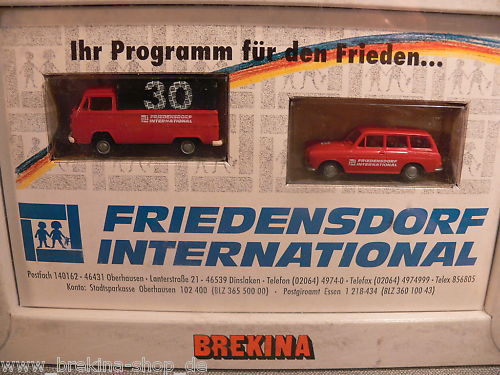 Ihr Programm für den Frieden...
30
FRIEDENSDORF
INTERNATIONAL
FRIEDENSDORF
INTERNATIONAL
FRIEDENSDORF
INTERNATIONAL
Postfach 140162 · 46431 Oberhausen · Lanterstraße 21 · 46539 Dinslaken · Telefon (02064) 4974-0 · Telefax (02064) 4974999 · Telex 856805
Konto: Stadtsparkasse Oberhausen 102 400 (BLZ 365 500 00) · Postgiroamt Essen 1 218-434 (BLZ 360 100 43)
BREKINA
www.brekina-shop.de